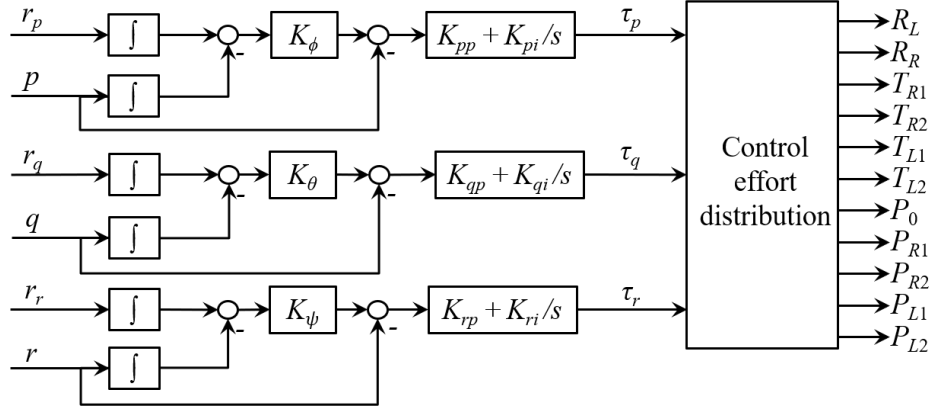 r_p ∫ - K_ϕ - K_pp + K_pi/s τ_p
p ∫
r_q ∫ - K_θ - K_qp + K_qi/s τ_q
q ∫
r_r ∫ - K_ψ - K_rp + K_ri/s τ_r
r ∫
Control
effort
distribution
R_L
R_R
T_R1
T_R2
T_L1
T_L2
P_0
P_R1
P_R2
P_L1
P_L2